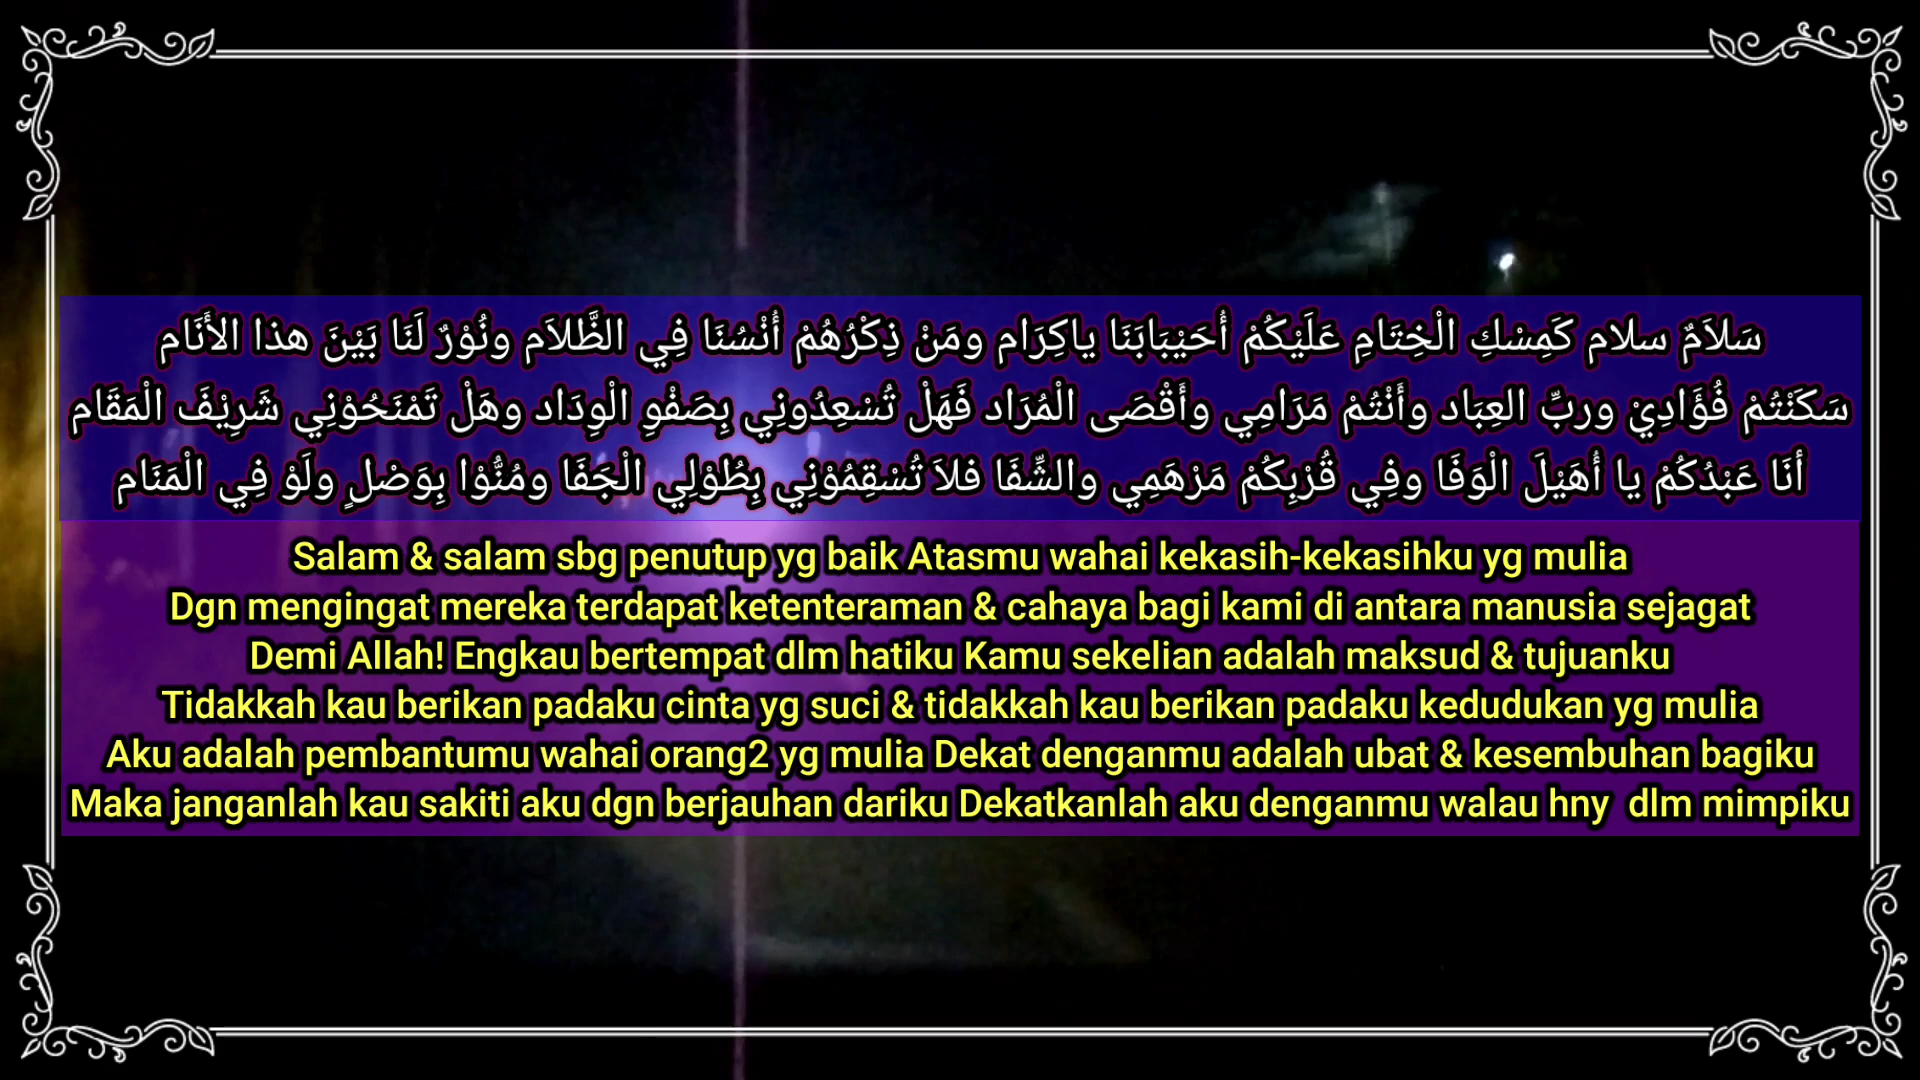 سَلاَمٌ سلام كَمِسْكِ الْخِتَامِ عَلَيْكُمْ أُحَيْبَابَنَا ياكِرَام ومَنْ ذِكْرُهُمْ أُنْسُنَا فِي الظَّلاَم ونُوْرٌ لَنَا بَيْنَ هذا الأَنَام
سَكَنْتُمْ فُؤَادِيْ وربِّ العِبَاد وأَنْتُمْ مَرَامِي وأَقْصَى الْمُرَاد فَهَلْ تُسْعِدُونِي بِصَفْوِ الْوِدَاد وهَلْ تَمْنَحُوْنِي شَرِيْفَ الْمَقَام
أنَا عَبْدُكُمْ يا أُهَيْلَ الْوَفَا وفِي قُرْبِكُمْ مَرْهَمِي والشِّفَا فلاَ تُسْقِمُوْنِي بِطُوْلِي الْجَفَا ومُنُّوْا بِوَصْلٍ ولَوْ فِي الْمَنَام
Salam & salam sbg penutup yg baik Atasmu wahai kekasih-kekasihku yg mulia
Dgn mengingat mereka terdapat ketenteraman & cahaya bagi kami di antara manusia sejagat
Demi Allah! Engkau bertempat dlm hatiku Kamu sekelian adalah maksud & tujuanku
Tidakkah kau berikan padaku cinta yg suci & tidakkah kau berikan padaku kedudukan yg mulia
Aku adalah pembantumu wahai orang2 yg mulia Dekat denganmu adalah ubat & kesembuhan bagiku
Maka janganlah kau sakiti aku dgn berjauhan dariku Dekatkanlah aku denganmu walau hny  dlm mimpiku